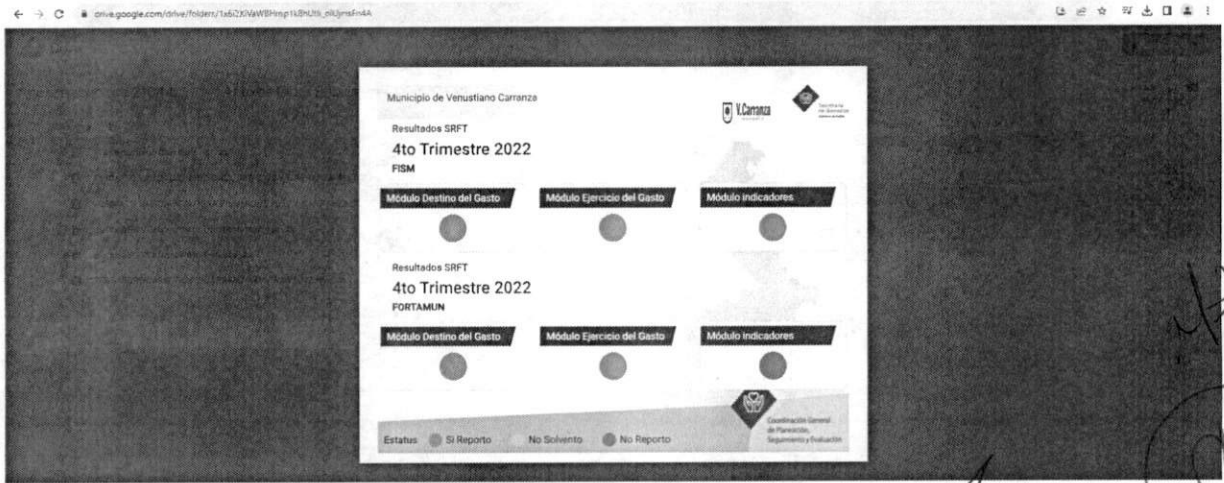 Municipio de Venustiano Carranza
V.Carranza
Resultados SRFT
4to Trimestre 2022
FISM
Módulo Destino del Gasto Módulo Ejercicio del Gasto Módulo Indicadores
Resultados SRFT
4to Trimestre 2022
FORTAMUN
Módulo Destino del Gasto Módulo Ejercicio del Gasto Módulo Indicadores
Coordinación General
de Planeación,
Seguimiento y Evaluación
Estatus Si Reporto No Solvento No Reporto